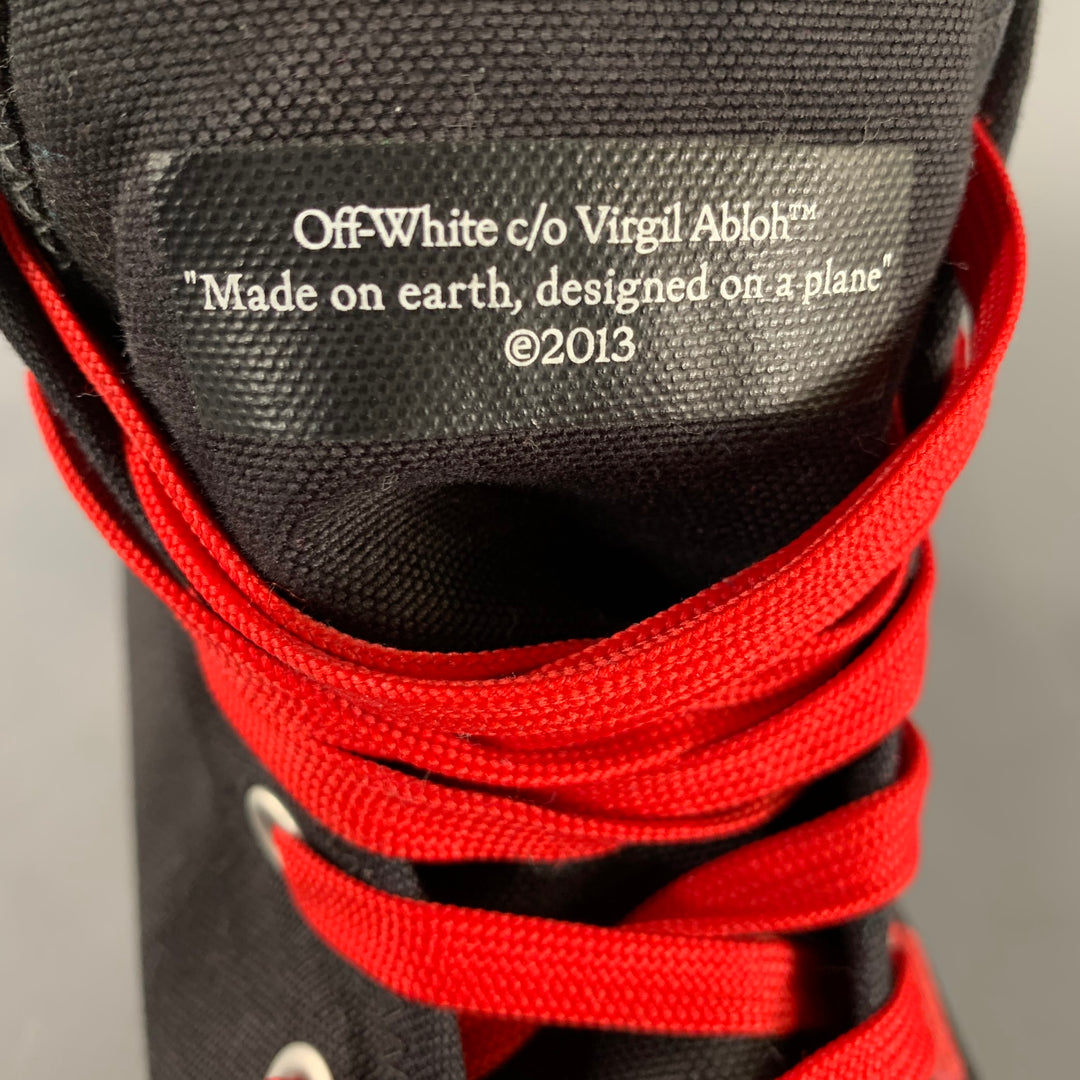 Off-White c/o Virgil Abloh™
"Made on earth, designed on a plane"
©2013